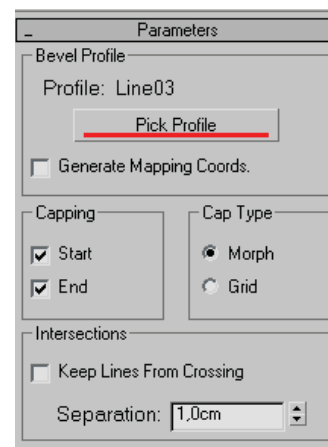 - Parameters
Bevel Profile
Profile: Line03
Pick Profile
Generate Mapping Coords.
Capping
Cap Type
Start
Morph
End
Grid
Intersections
Keep Lines From Crossing
Separation: 1,0cm